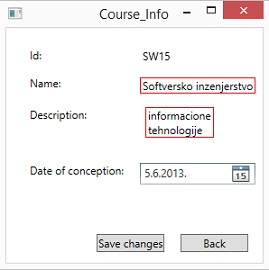 Course_Info
Id: SW15
Name: Softversko inzenjerstvo
Description: informacione
tehnologije
Date of conception: 5.6.2013. 15
Save changes Back